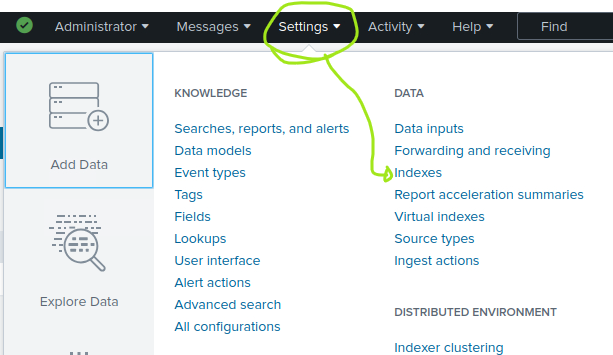 Administrator Messages Settings Activity Help Find
Add Data
Explore Data
KNOWLEDGE
Searches, reports, and alerts
Data models
Event types
Tags
Fields
Lookups
User interface
Alert actions
Advanced search
All configurations
DATA
Data inputs
Forwarding and receiving
Indexes
Report acceleration summaries
Virtual indexes
Source types
Ingest actions
DISTRIBUTED ENVIRONMENT
Indexer clustering